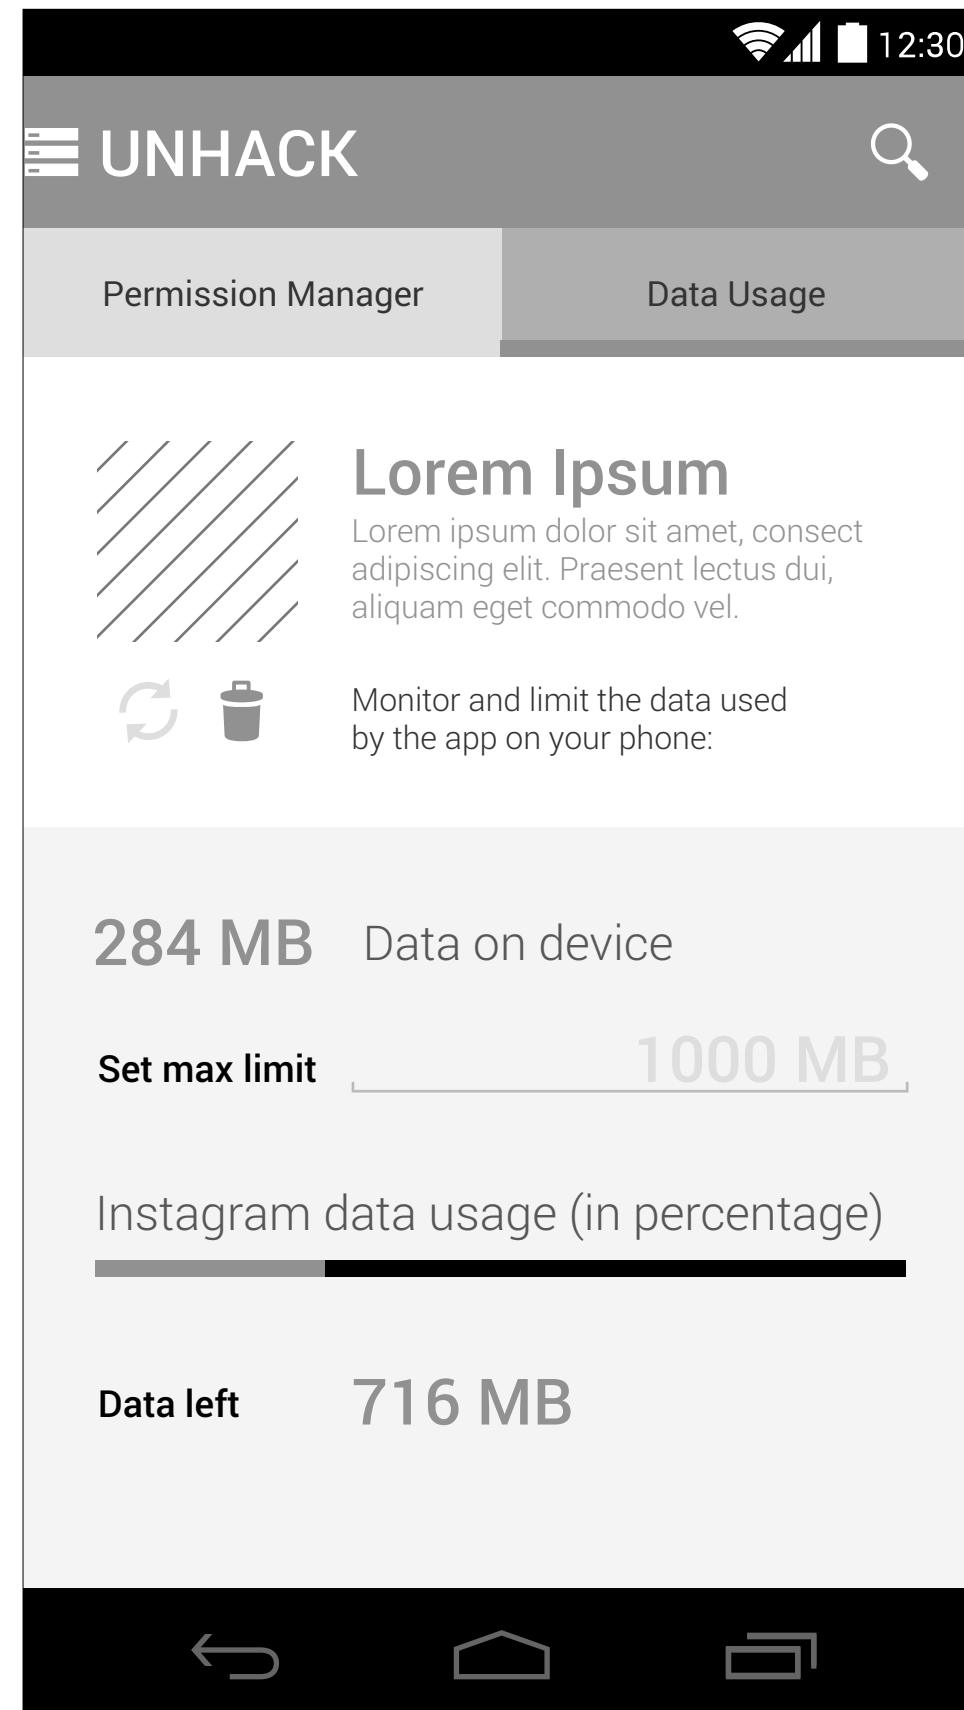 12:30
UNHACK
Permission Manager
Data Usage
Lorem Ipsum
Lorem ipsum dolor sit amet, consect
adipiscing elit. Praesent lectus dui,
aliquam eget commodo vel.
Monitor and limit the data used
by the app on your phone:
284 MB Data on device
Set max limit 1000 MB
Instagram data usage (in percentage)
Data left 716 MB